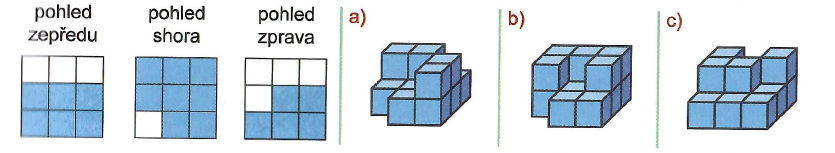 pohled
zepředu
pohled
shora
pohled
zprava
a)
b)
c)